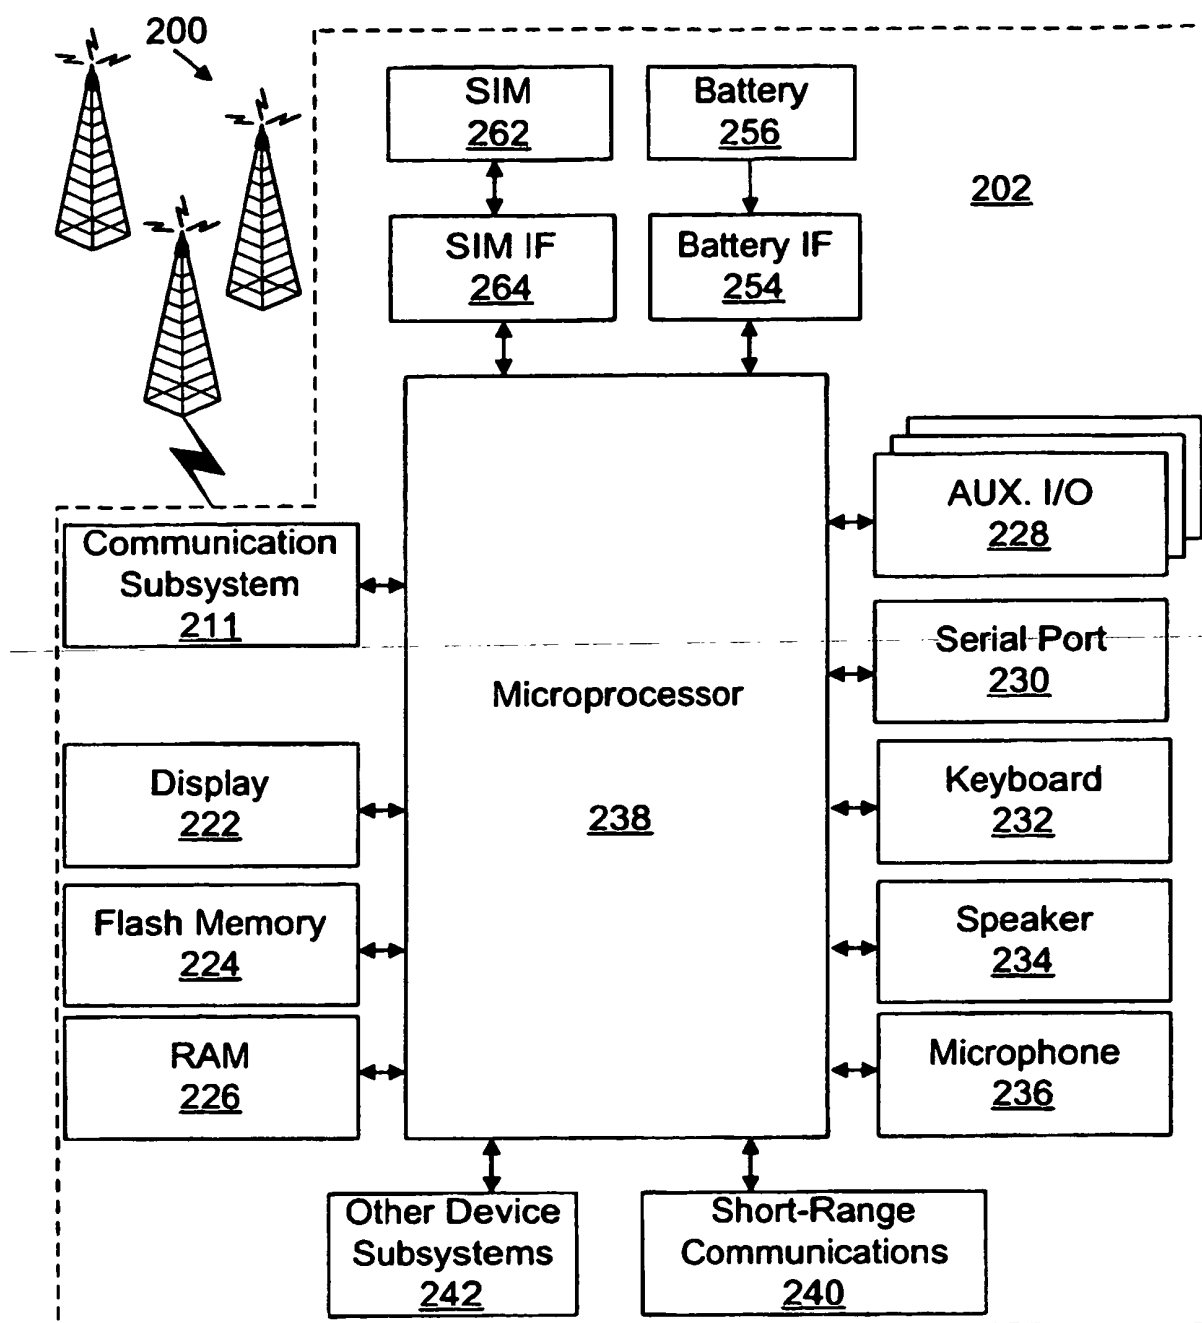 200
SIM
262
Battery
256
202
SIM IF
264
Battery IF
254
AUX. I/O
228
Communication
Subsystem
211
Serial Port
230
Microprocessor
238
Display
222
Keyboard
232
Flash Memory
224
Speaker
234
RAM
226
Microphone
236
Other Device
Subsystems
242
Short-Range
Communications
240